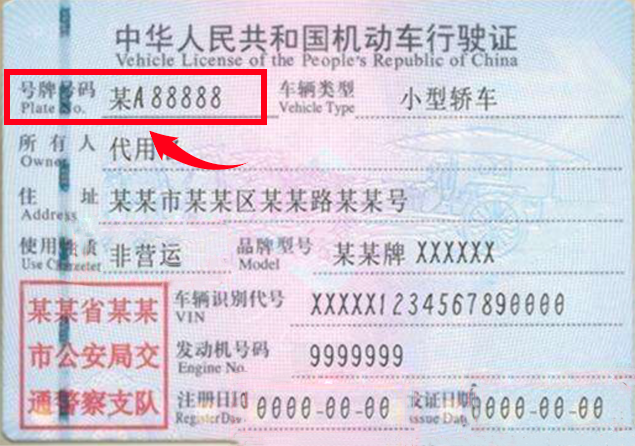 中华人民共和国机动车行驶证
Vehicle License of the People's Republic of China
号牌号码 某A88888 车辆类型 小型轿车
Plate No. Vehicle Type
所有人 代用
Owner
住址 某某市某某区某某路某某号
Address
使用性质 非营运 品牌型号 某某牌 XXXXXX
Use Character Model
某某省某某
市公安局交
通警察支队
车辆识别代号 XXXXX1234567890000
VIN
发动机号码 9999999
Engine No.
注册日期 0000-00-00 发证日期 0000-00-00
Register Date Issue Date